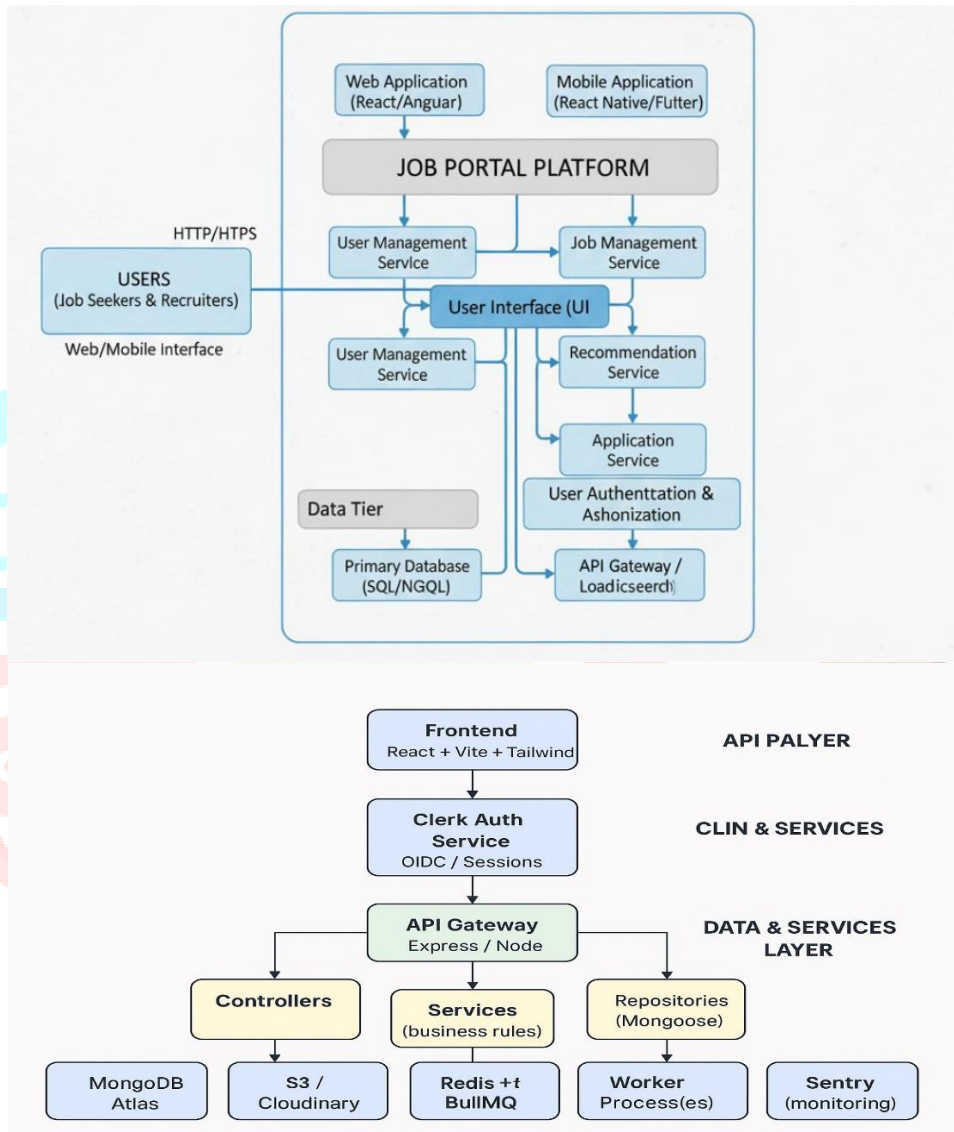 Web Application
(React/Anguar)
Mobile Application
(React Native/Futter)
JOB PORTAL PLATFORM
HTTP/HTPS
User Management
Service
Job Management
Service
USERS
(Job Seekers & Recruiters)
User Interface (UI
Web/Mobile Interface
User Management
Service
Recommendation
Service
Application
Service
User Authenttation &
Ashonization
Data Tier
Primary Database
(SQL/NGQL)
API Gateway /
Frontend
React + Vite + Tailwind
API PALYER
Clerk Auth
Service
OIDC / Sessions
CLIN & SERVICES
API Gateway
Express / Node
DATA & SERVICES
LAYER
Controllers
Services
(business rules)
Repositories
(Mongoose)
MongoDB
Atlas
S3 /
Cloudinary
Redis +t
BullMQ
Worker
Process(es)
Sentry
(monitoring)